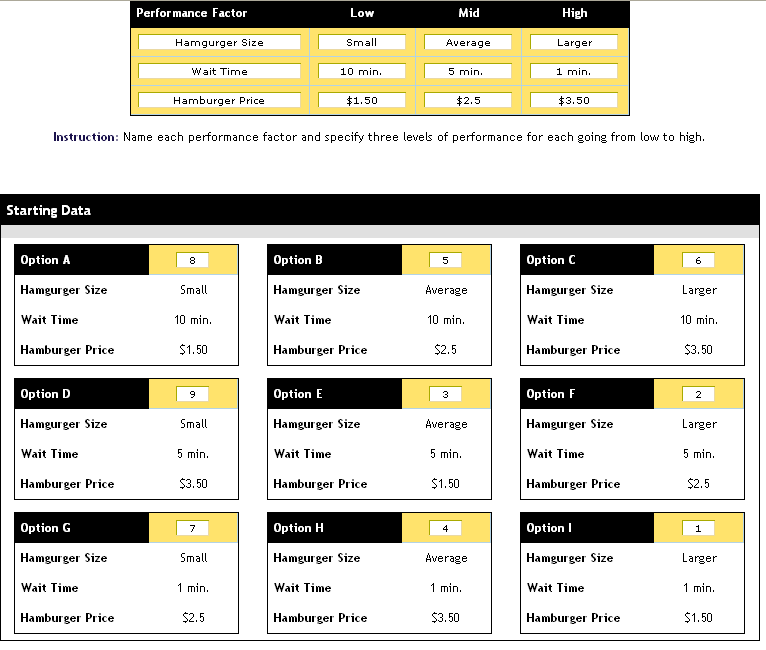 Performance Factor Low Mid High
Hamgurger Size Small Average Larger
Wait Time 10 min. 5 min. 1 min.
Hamburger Price $1.50 $2.5 $3.50
Instruction: Name each performance factor and specify three levels of performance for each going from low to high.
Starting Data
Option A 8 Option B 5 Option C 6
Hamgurger Size Small Hamgurger Size Average Hamgurger Size Larger
Wait Time 10 min. Wait Time 10 min. Wait Time 10 min.
Hamburger Price $1.50 Hamburger Price $2.5 Hamburger Price $3.50
Option D 9 Option E 3 Option F 2
Hamgurger Size Small Hamgurger Size Average Hamgurger Size Larger
Wait Time 5 min. Wait Time 5 min. Wait Time 5 min.
Hamburger Price $3.50 Hamburger Price $1.50 Hamburger Price $2.5
Option G 7 Option H 4 Option I 1
Hamgurger Size Small Hamgurger Size Average Hamgurger Size Larger
Wait Time 1 min. Wait Time 1 min. Wait Time 1 min.
Hamburger Price $2.5 Hamburger Price $3.50 Hamburger Price $1.50